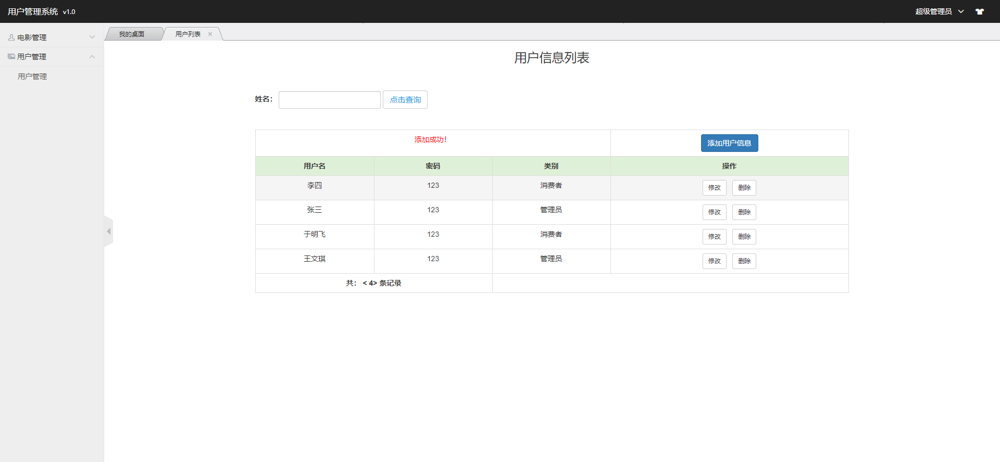 用户管理系统 v1.0
超级管理员
电影管理
用户管理
用户管理
我的桌面
用户列表
用户信息列表
姓名： 点击查询
添加成功! 添加用户信息
用户名 密码 类别 操作
李四 123 消费者 修改 删除
张三 123 管理员 修改 删除
于明飞 123 消费者 修改 删除
王文琪 123 管理员 修改 删除
共： < 4> 条记录